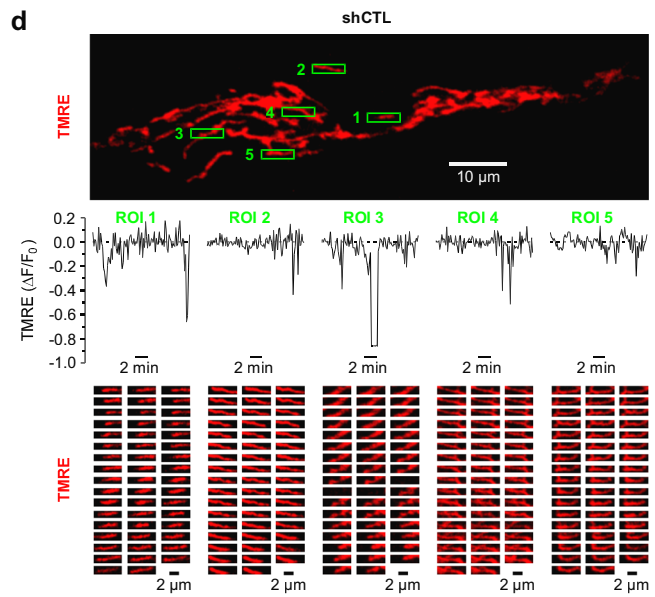 d
shCTL
TMRE
2
4
1
3
5
10 µm
TMRE (ΔF/F0)
0.2
0.0
-0.2
-0.4
-0.6
-0.8
-1.0
ROI 1 ROI 2 ROI 3 ROI 4 ROI 5
2 min 2 min 2 min 2 min 2 min
TMRE
2 µm 2 µm 2 µm 2 µm 2 µm